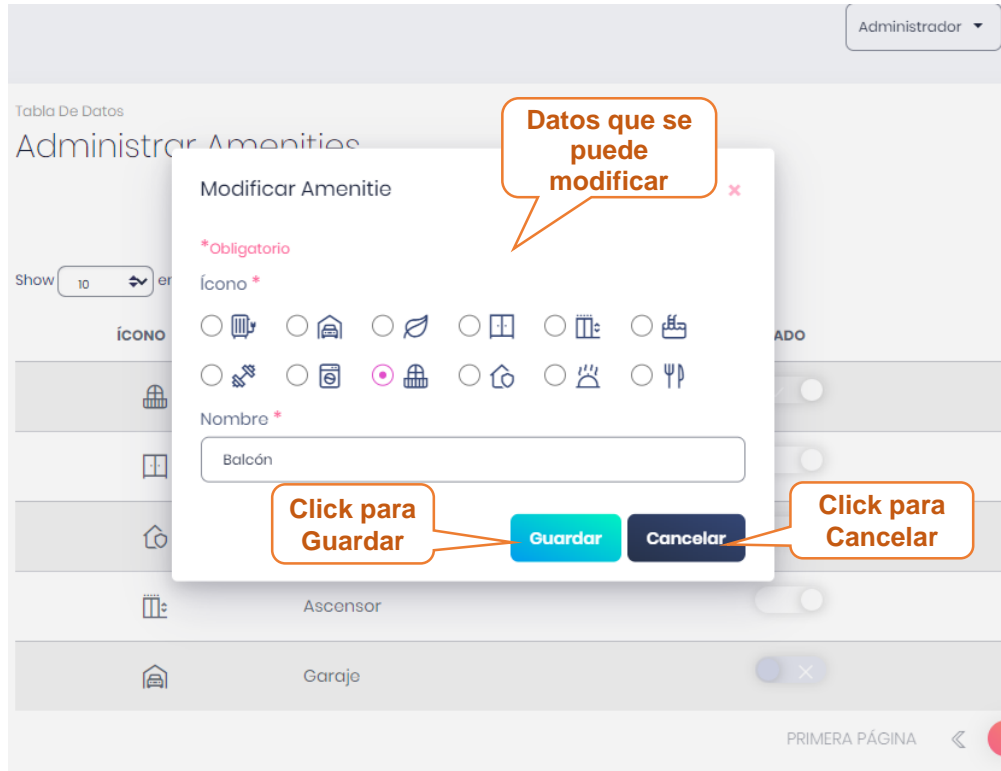 Administrador
Tabla De Datos
Administrar Amenities
Datos que se
puede
modificar
Modificar Amenitie
×
*Obligatorio
Show 10 en
Ícono *
ÍCONO
ADO
Nombre *
Balcón
Click para
Guardar
Guardar
Cancelar
Click para
Cancelar
Ascensor
Garaje
PRIMERA PÁGINA